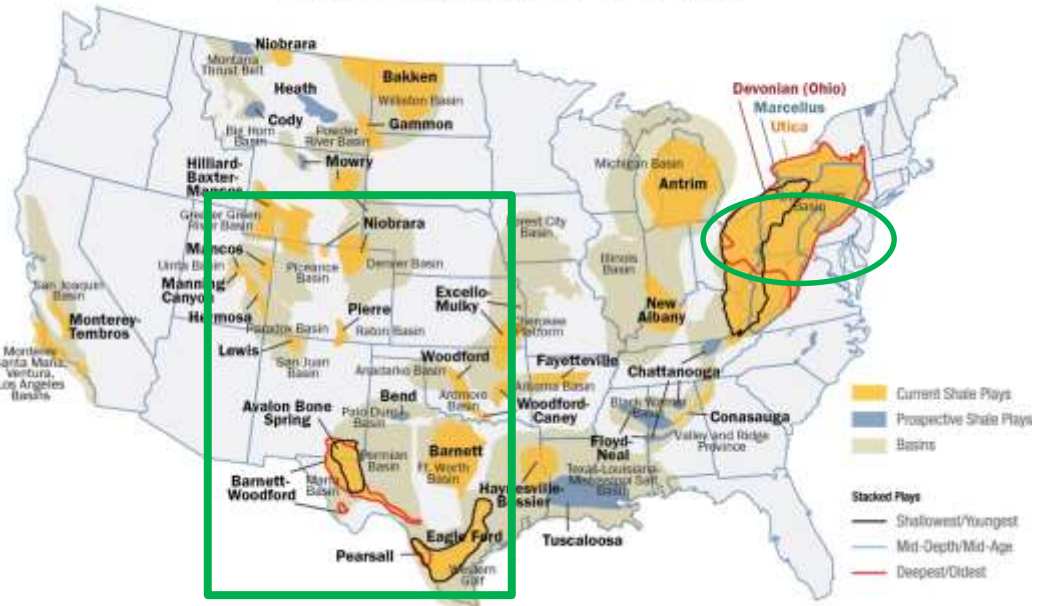 Niobrara
Montana
Thrust Belt
Bakken
Heath
Williston Basin
Cody
Big Horn
Basin
Powder
River Basin
Gammon
Mowry
Hilliard-
Baxter-
Mancos
Greater Green
River Basin
Niobrara
Mancos
Uinta Basin
Piceance
Basin
Denver Basin
Manning
Canyon
Hermosa
Pierre
Paradox Basin
Raton Basin
Lewis
San Juan
Basin
Excello-
Mulky
Cherokee
Platform
Forest City
Basin
Woodford
Anadarko Basin
Ardmore
Basin
Bend
Palo Duro
Basin
Avalon Bone
Spring
Permian
Basin
Barnett
Ft. Worth
Basin
Barnett-
Woodford
Marfa
Basin
Pearsall
Eagle Ford
Western
Gulf
San Joaquin
Basin
Monterey-
Temblos
Monterey
Santa Maria,
Ventura,
Los Angeles
Basins
Devonian (Ohio)
Marcellus
Utica
Michigan Basin
Antrim
Basin
Illinois
Basin
New
Albany
Fayetteville
Arkoma Basin
Woodford-
Caney
Chattanooga
Black Warrior
Basin
Conasauga
Floyd-
Neal
Valley and Ridge
Province
Haynesville-
Bossier
Texas-Louisiana-
Mississippi Salt
Basin
Tuscaloosa
Current Shale Plays
Prospective Shale Plays
Basins
Stacked Plays
Shallowest/Youngest
Mid-Depth/Mid-Age
Deepest/Oldest